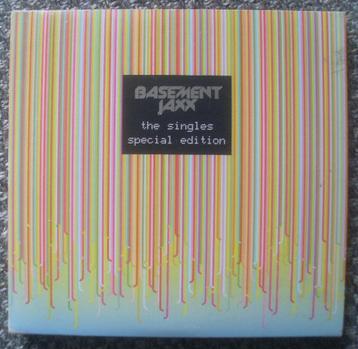 BASEMENT
JAXX
the singles
special edition